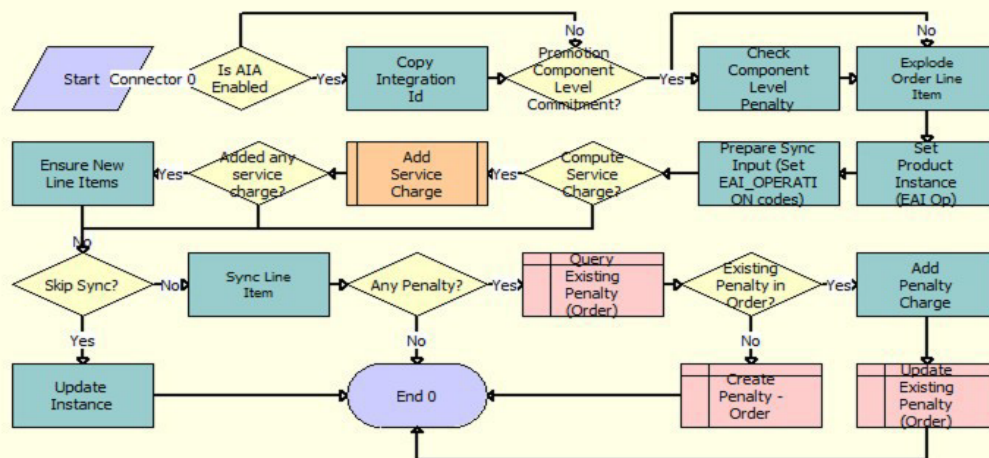 Start
Connector 0
Is AIA
Enabled
Yes
Copy
Integration
Id
No
Promotion
Component
Level
Commitment?
Yes
Check
Component
Level
Penalty
No
Explode
Order Line
Item
Ensure New
Line Items
Yes
Added any
service
charge?
Add
Service
Charge
Yes
Compute
Service
Charge?
Prepare Sync
Input (Set
EAI_OPERATI
ON codes)
Set
Product
Instance
(EAI Op)
No
Skip Sync?
No
Sync Line
Item
Any Penalty?
Yes
Query
Existing
Penalty
(Order)
Existing
Penalty in
Order?
Yes
Add
Penalty
Charge
Yes
No
No
Update
Instance
End 0
Create
Penalty -
Order
Update
Existing
Penalty
(Order)